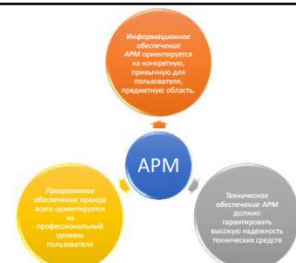 Информационное
обеспечение
АРМ ориентируется
на конкретную,
привычную для
пользователя,
предметную область.
АРМ
Программное
обеспечение прежде
всего ориентируется
на
профессиональный
уровень
пользователя
Техническое
обеспечение АРМ
должно
гарантировать
высокую надежность
технических средств